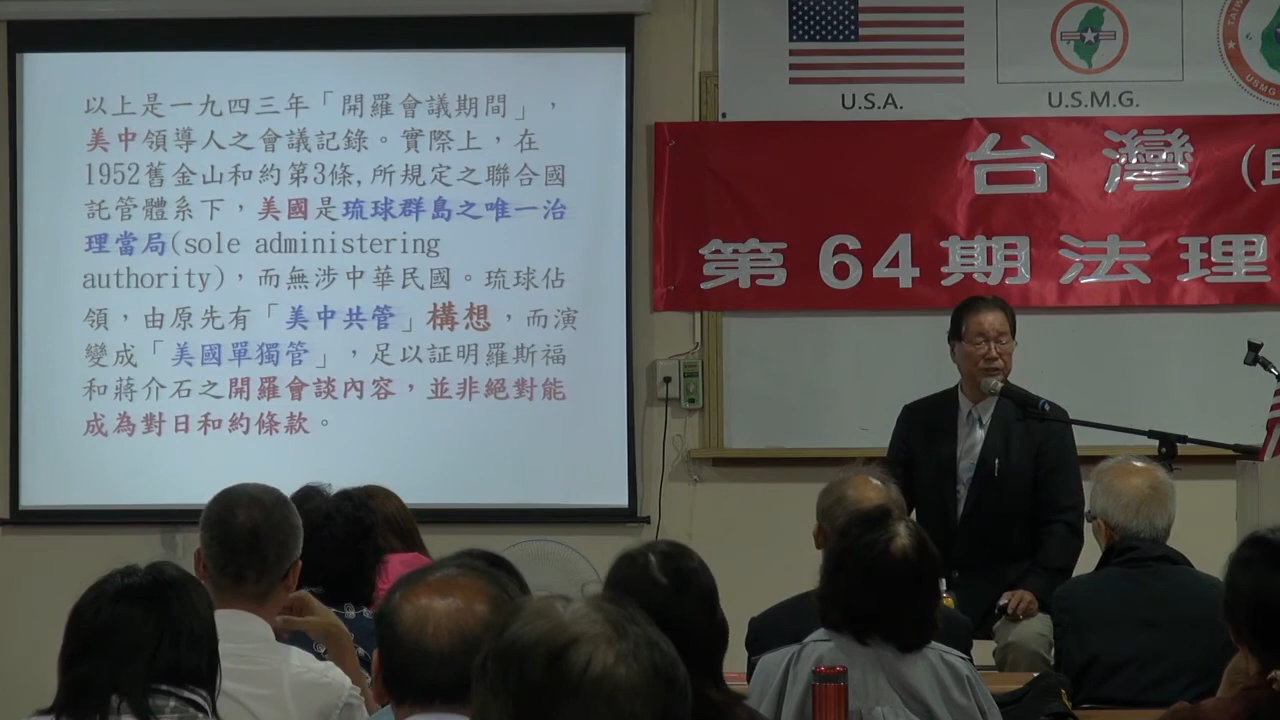 以上是一九四三年「開羅會議期間」，
美中領導人之會議記錄。實際上，在
1952舊金山和約第3條,所規定之聯合國
託管體系下，美國是琉球群島之唯一治
理當局(sole administering
authority)，而無涉中華民國。琉球佔
領，由原先有「美中共管」構想，而演
變成「美國單獨管」，足以証明羅斯福
和蔣介石之開羅會談內容，並非絕對能
成為對日和約條款。
U.S.A.
U.S.M.G.
台灣(
第64期法理